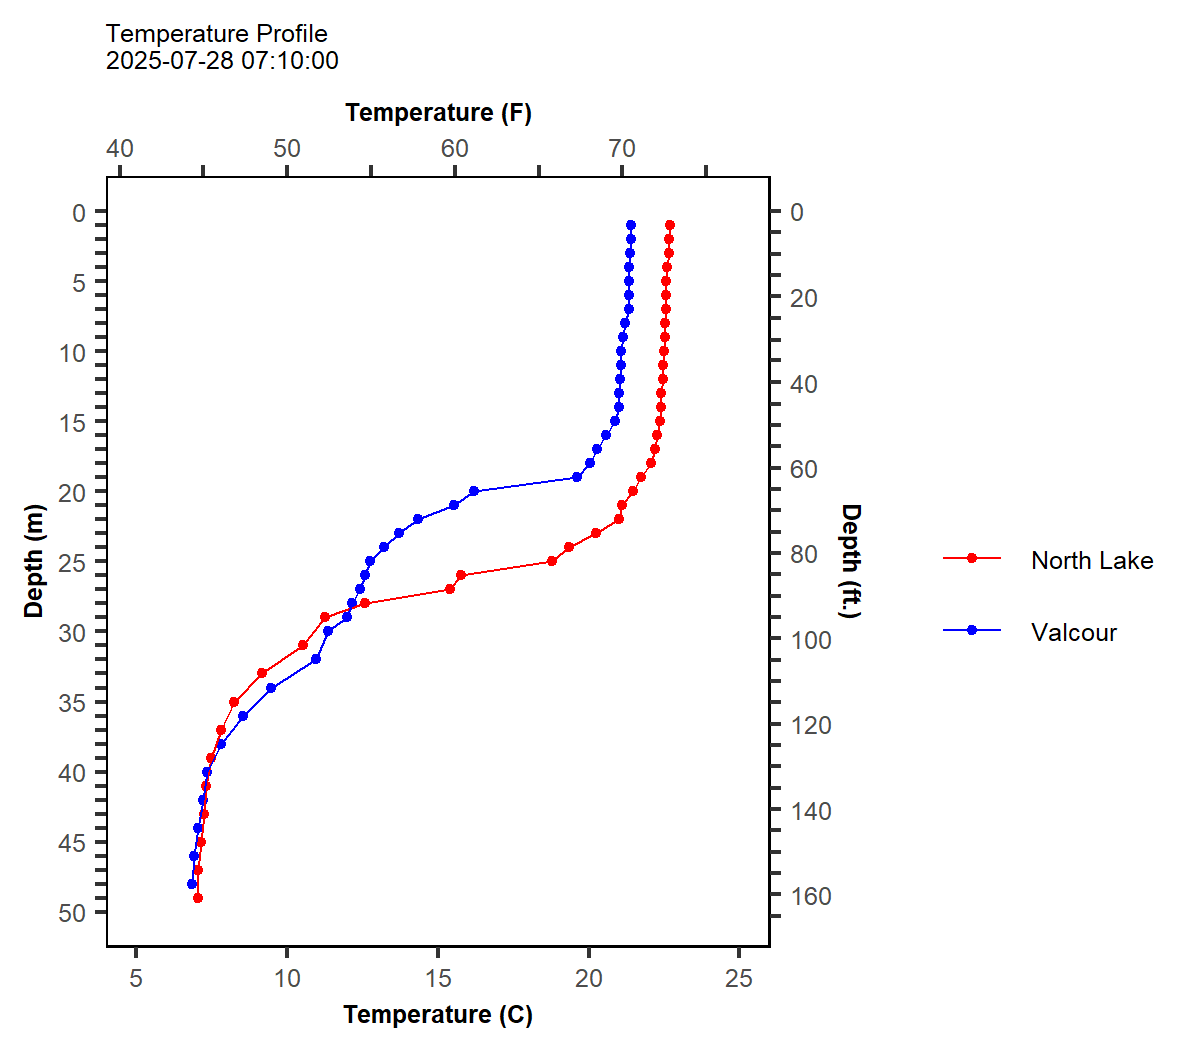 Temperature Profile
2025-07-28 07:10:00
Temperature (F)
40 50 60 70
0
5
10
15
20
25
30
35
40
45
50
Depth (m)
0
20
40
60
80
100
120
140
160
Depth (ft.)
North Lake
Valcour
5 10 15 20 25
Temperature (C)